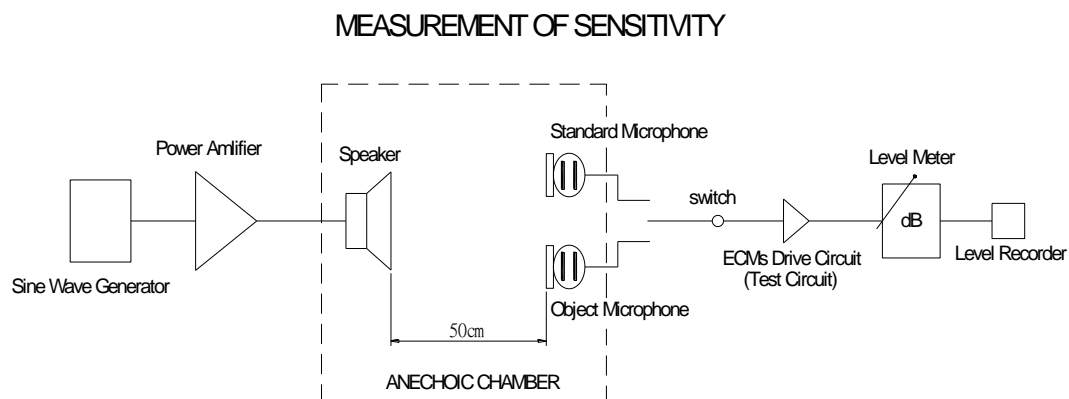 MEASUREMENT OF SENSITIVITY
Standard Microphone
Power Amlifier
Speaker
Level Meter
switch
dB
Sine Wave Generator
ECMs Drive Circuit
(Test Circuit)
Level Recorder
Object Microphone
50cm
ANECHOIC CHAMBER